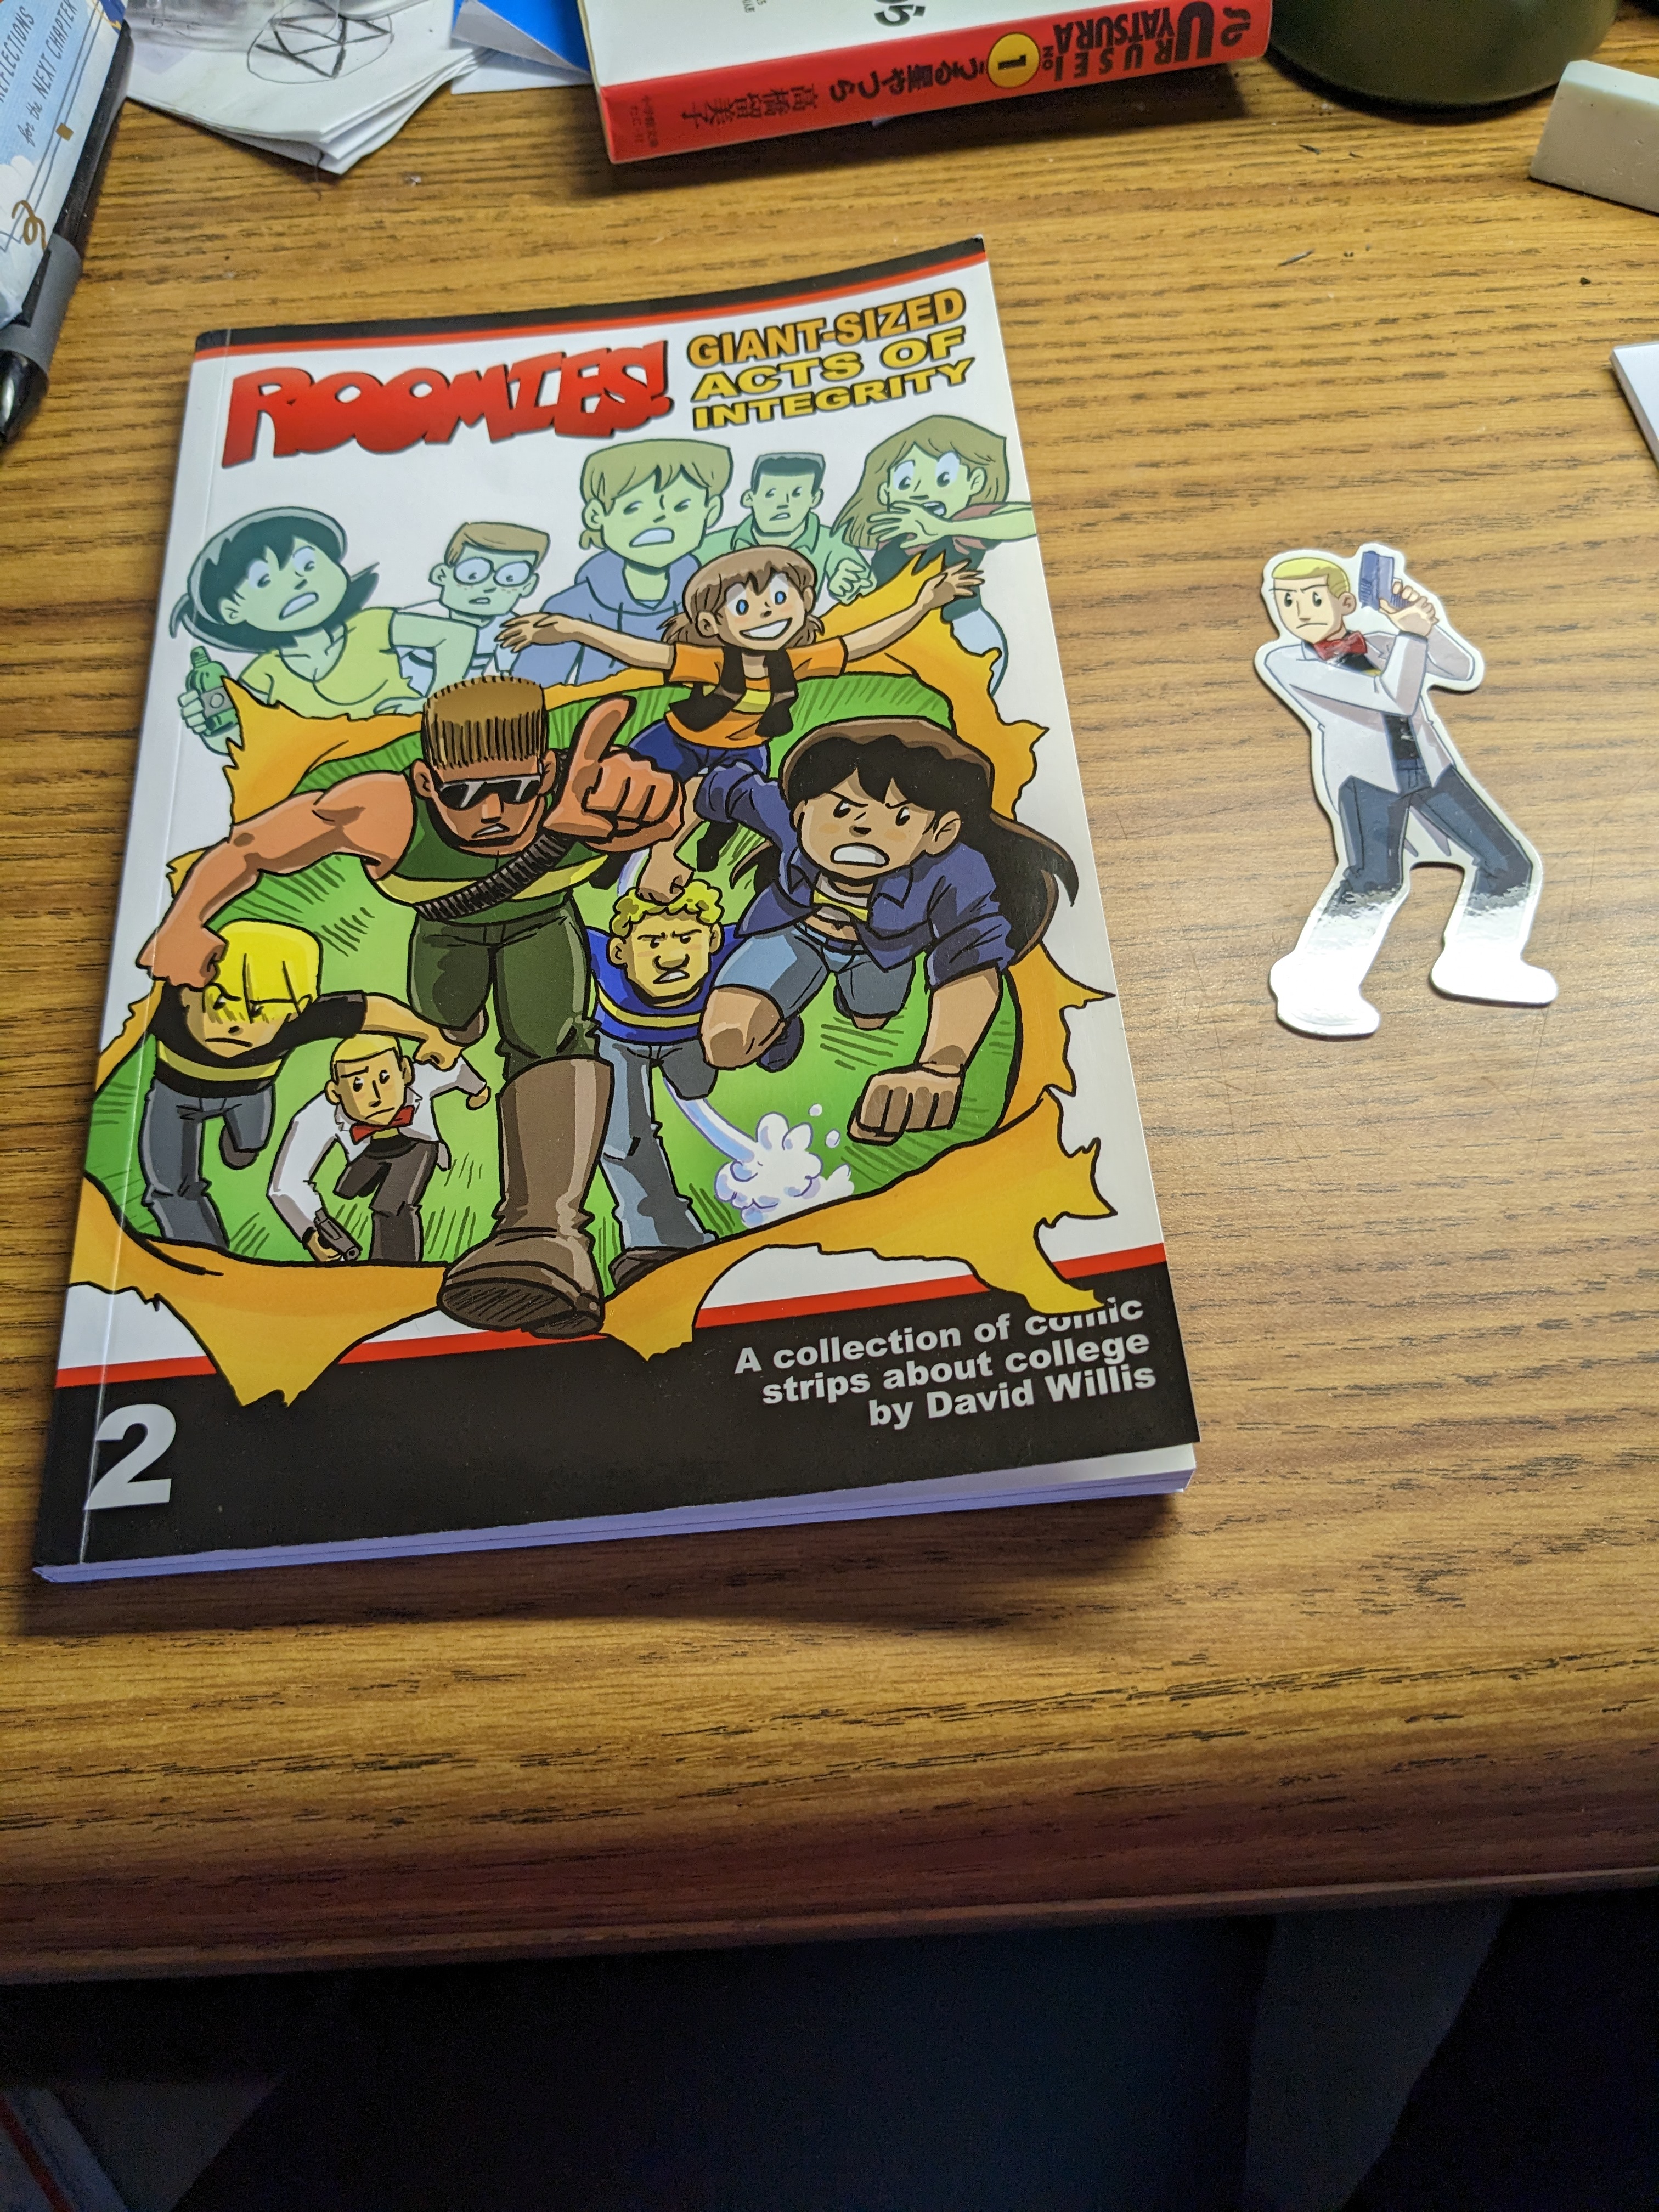 REFLECTIONS
for the NEXT CHAPTER
URUSEI
YATSURA
NO
1
うる星やつら
高橋留美子
ROOMIES!
GIANT-SIZED
ACTS OF
INTEGRITY
A collection of comic
strips about college
by David Willis
2